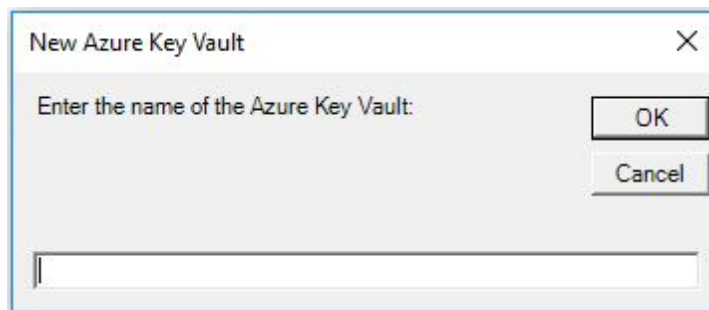 New Azure Key Vault
Enter the name of the Azure Key Vault:
OK
Cancel